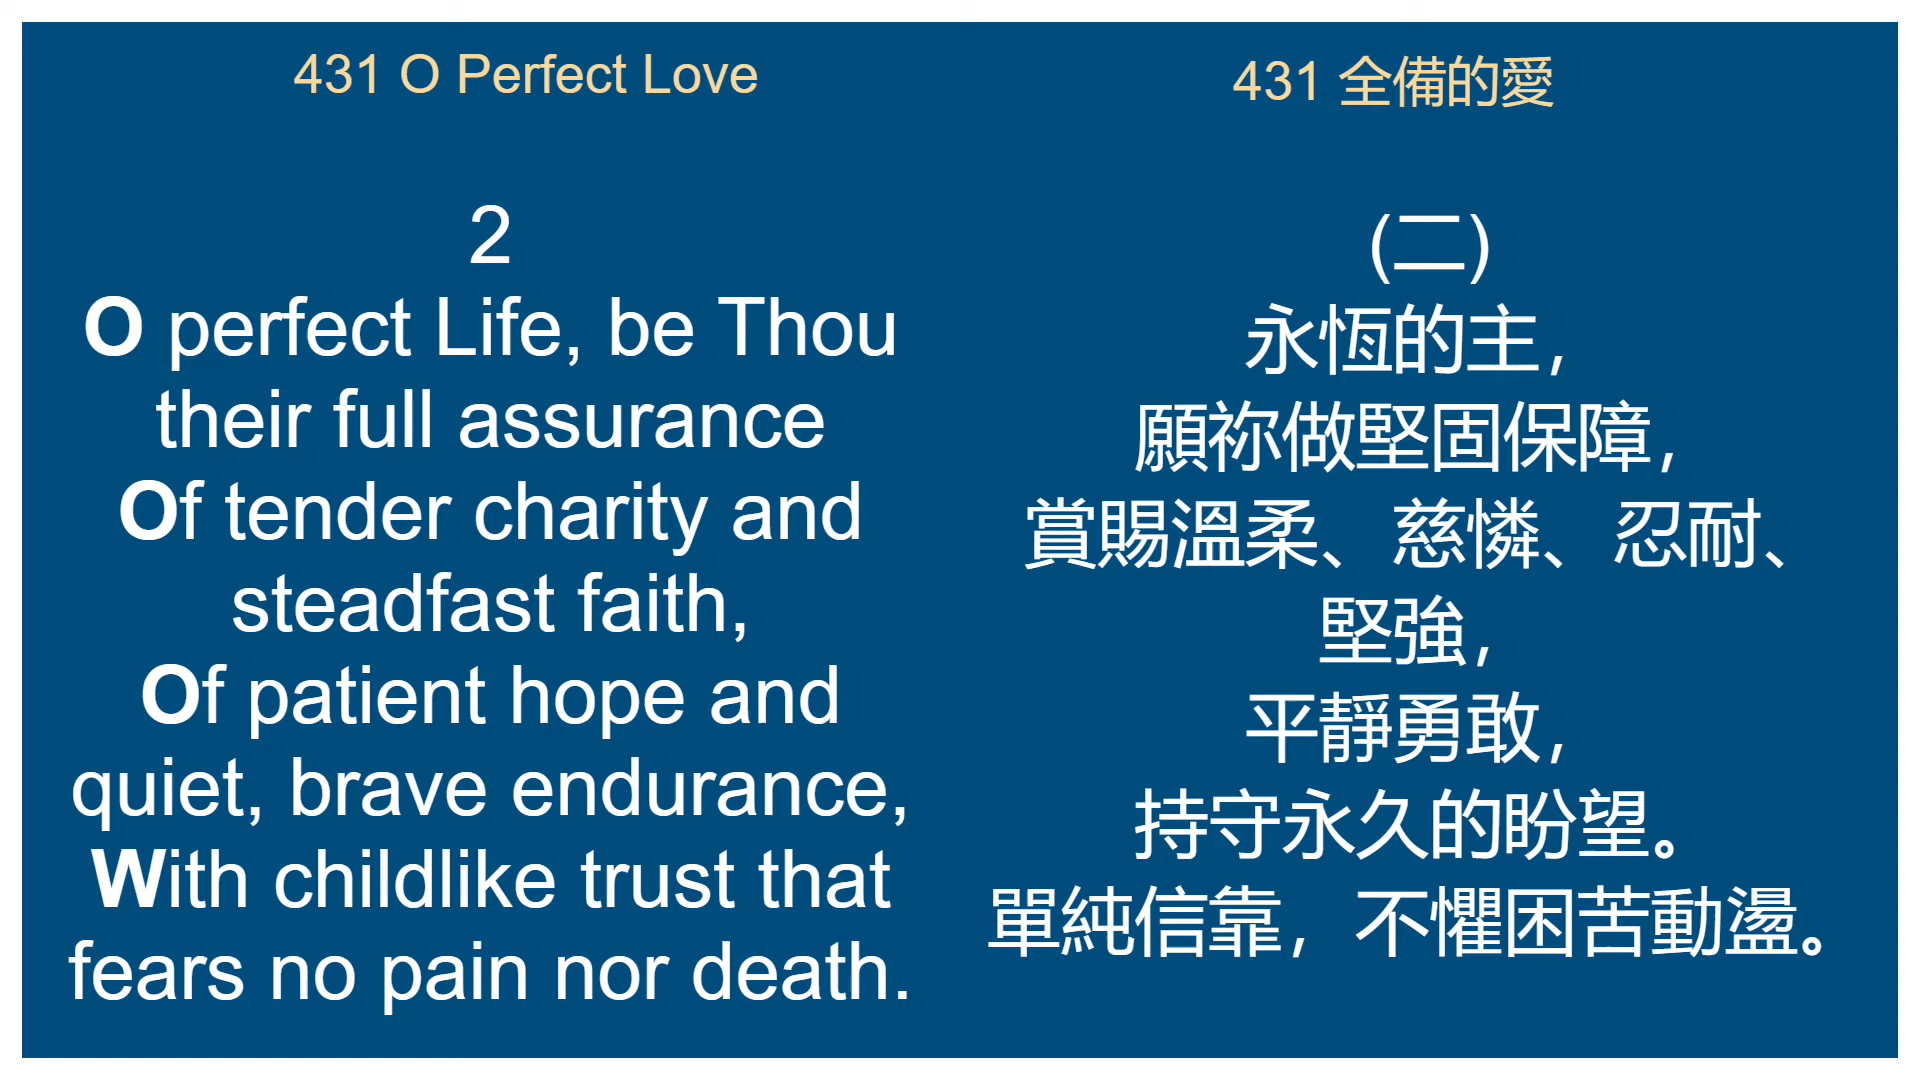 431 O Perfect Love
2
O perfect Life, be Thou
their full assurance
Of tender charity and
steadfast faith,
Of patient hope and
quiet, brave endurance,
With childlike trust that
fears no pain nor death.
431 全備的愛
(二)
永恆的主，
願祢做堅固保障，
賞賜溫柔、慈憐、忍耐、
堅強，
平靜勇敢，
持守永久的盼望。
單純信靠，不懼困苦動盪。